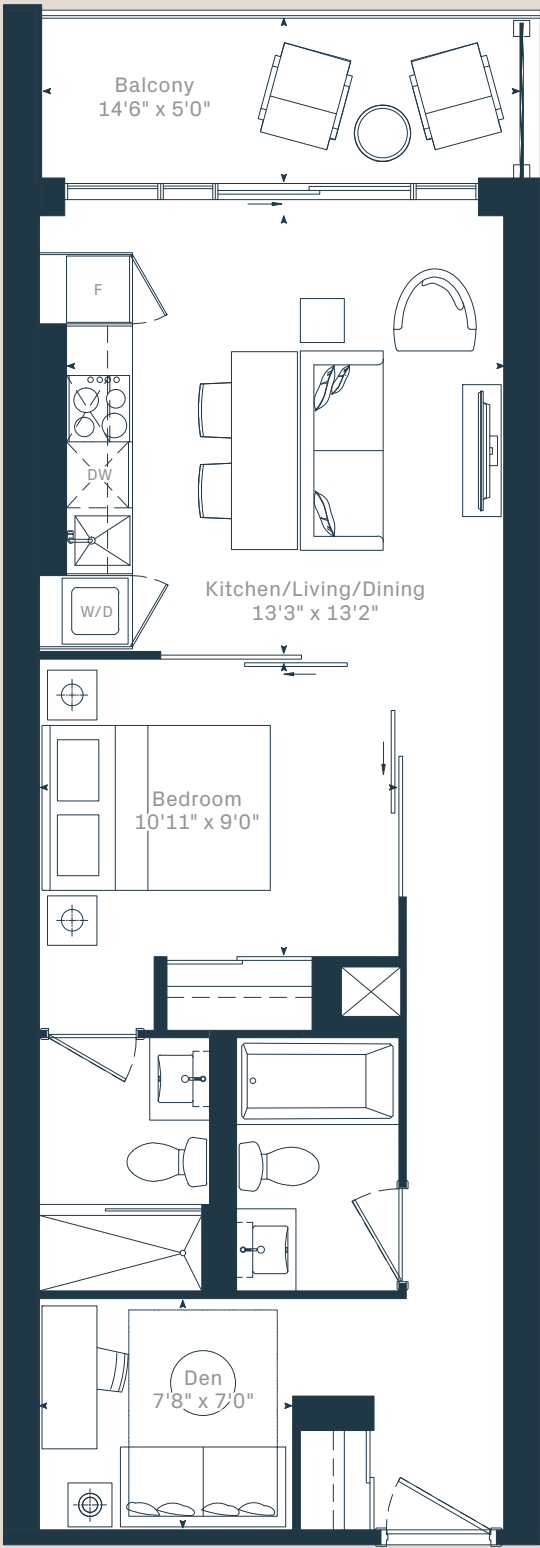 Balcony
14'6" x 5'0"
F
DW
Kitchen/Living/Dining
13'3" x 13'2"
W/D
Bedroom
10'11" x 9'0"
Den
7'8" x 7'0"